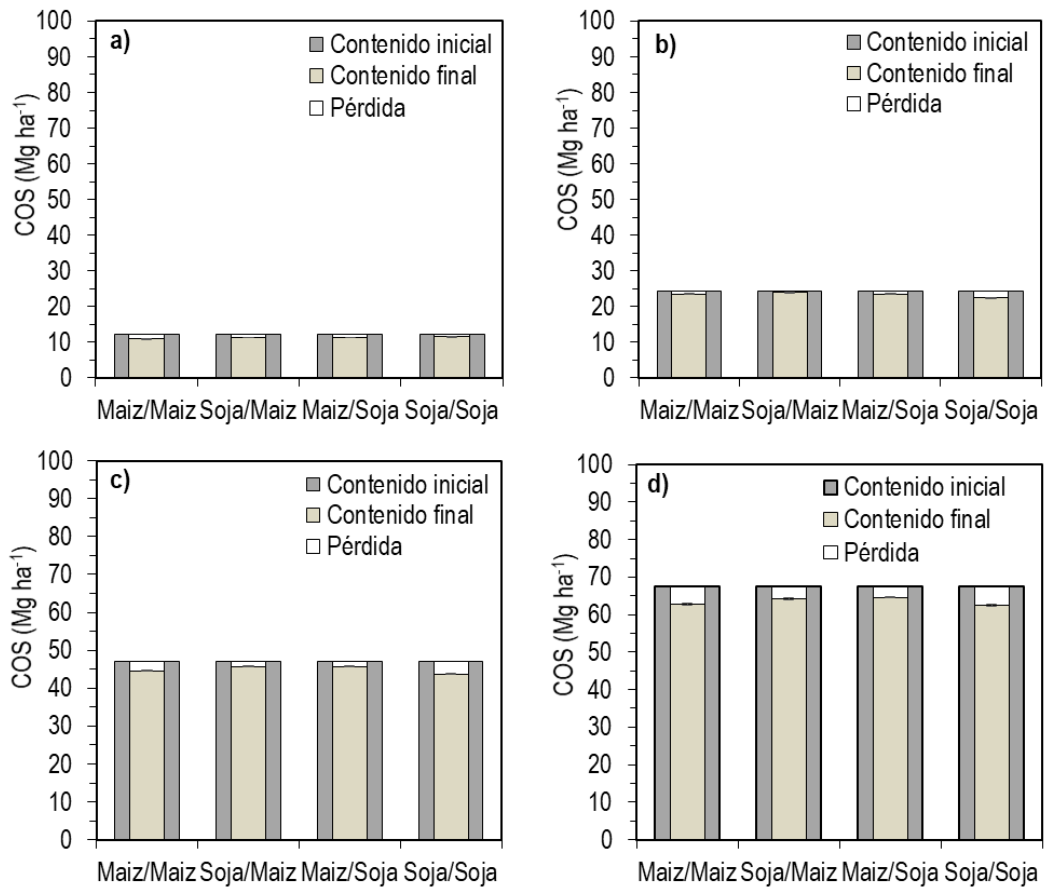 a)
Contenido inicial
Contenido final
Pérdida
COS (Mg ha⁻¹)
100
90
80
70
60
50
40
30
20
10
0
Maiz/Maiz Soja/Maiz Maiz/Soja Soja/Soja
b)
Contenido inicial
Contenido final
Pérdida
COS (Mg ha⁻¹)
100
90
80
70
60
50
40
30
20
10
0
Maiz/Maiz Soja/Maiz Maiz/Soja Soja/Soja
c)
Contenido inicial
Contenido final
Pérdida
COS (Mg ha⁻¹)
100
90
80
70
60
50
40
30
20
10
0
Maiz/Maiz Soja/Maiz Maiz/Soja Soja/Soja
d)
Contenido inicial
Contenido final
Pérdida
COS (Mg ha⁻¹)
100
90
80
70
60
50
40
30
20
10
0
Maiz/Maiz Soja/Maiz Maiz/Soja Soja/Soja